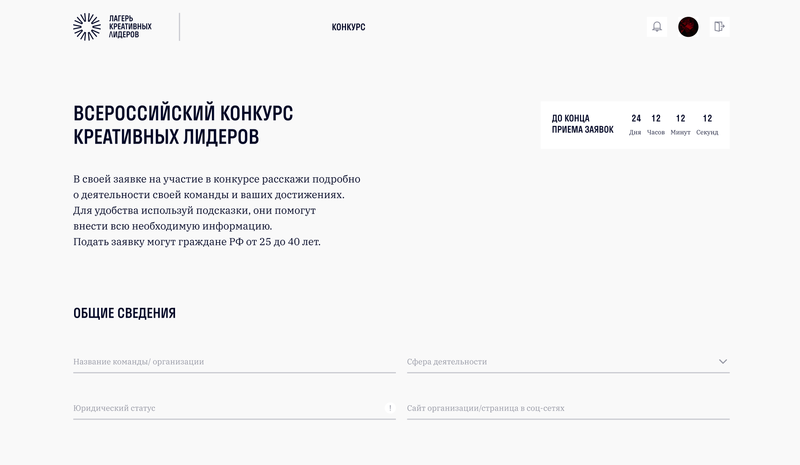 ЛАГЕРЬ
КРЕАТИВНЫХ
ЛИДЕРОВ
КОНКУРС
ВСЕРОССИЙСКИЙ КОНКУРС
КРЕАТИВНЫХ ЛИДЕРОВ
ДО КОНЦА
ПРИЕМА ЗАЯВОК
24 12 12 12
Дня Часов Минут Секунд
В своей заявке на участие в конкурсе расскажи подробно
о деятельности своей команды и ваших достижениях.
Для удобства используй подсказки, они помогут
внести всю необходимую информацию.
Подать заявку могут граждане РФ от 25 до 40 лет.
ОБЩИЕ СВЕДЕНИЯ
Название команды/ организации
Сфера деятельности
Юридический статус !
Сайт организации/страница в соц-сетях